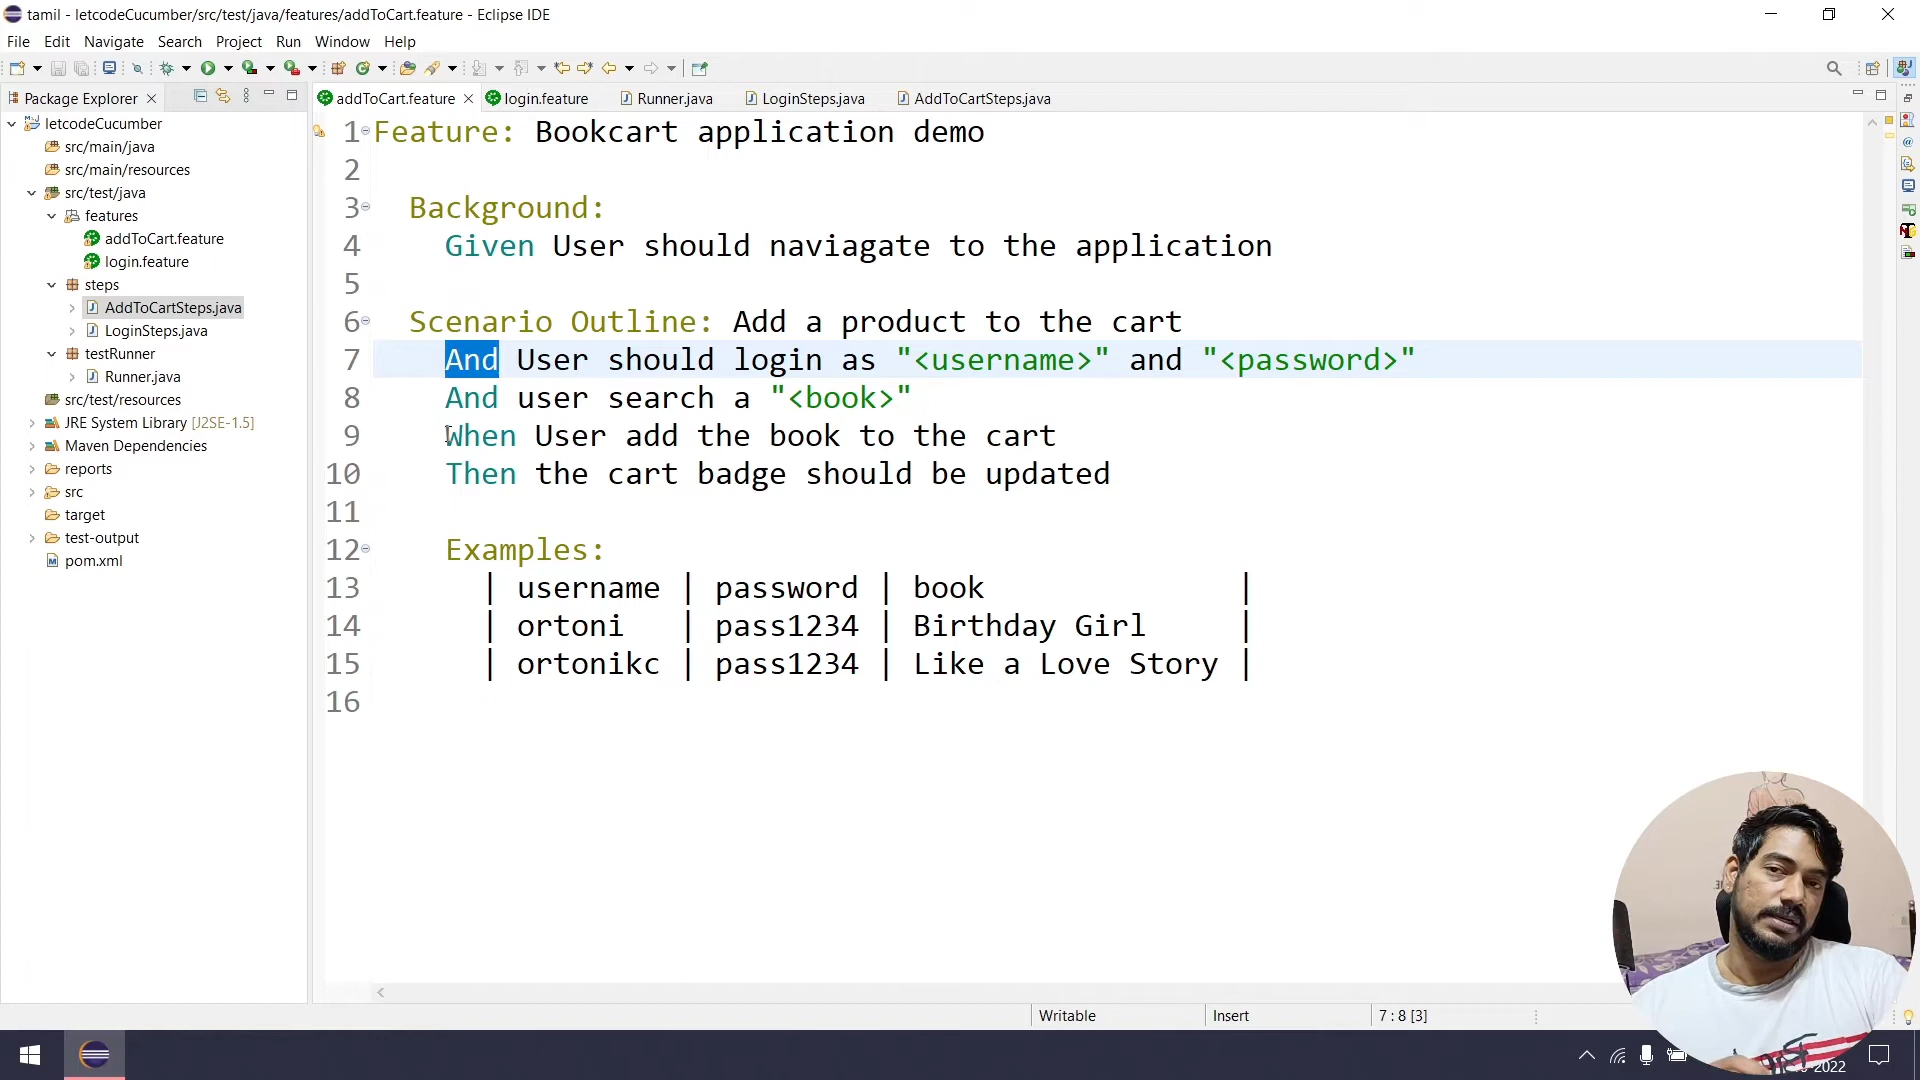 tamil - letcodeCucumber/src/test/java/features/addToCart.feature - Eclipse IDE
File Edit Navigate Search Project Run Window Help
Package Explorer
addToCart.feature login.feature Runner.java LoginSteps.java AddToCartSteps.java
letcodeCucumber
src/main/java
src/main/resources
src/test/java
features
addToCart.feature
login.feature
steps
AddToCartSteps.java
LoginSteps.java
testRunner
Runner.java
src/test/resources
JRE System Library [J2SE-1.5]
Maven Dependencies
reports
src
target
test-output
pom.xml
1 Feature: Bookcart application demo
2
3 Background:
4 Given User should naviagate to the application
5
6 Scenario Outline: Add a product to the cart
7 And User should login as "<username>" and "<password>"
8 And user search a "<book>"
9 When User add the book to the cart
10 Then the cart badge should be updated
11
12 Examples:
13 | username | password | book |
14 | ortoni | pass1234 | Birthday Girl |
15 | ortonikc | pass1234 | Like a Love Story |
16
Writable Insert 7 : 8 [3]
2022